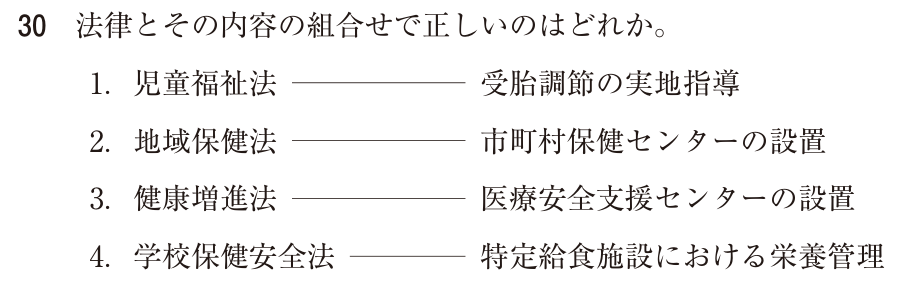 30 法律とその内容の組合せで正しいのはどれか。
1. 児童福祉法 ―――――― 受胎調節の実地指導
2. 地域保健法 ―――――― 市町村保健センターの設置
3. 健康増進法 ―――――― 医療安全支援センターの設置
4. 学校保健安全法 ―――― 特定給食施設における栄養管理